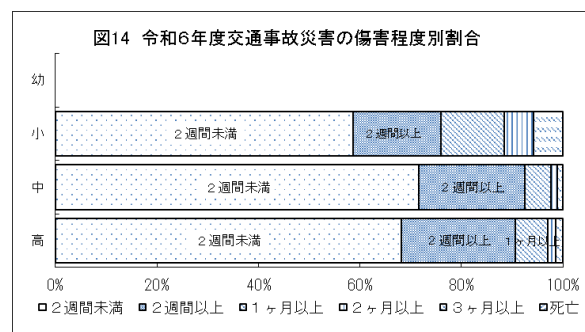 図14 令和6年度交通事故災害の傷害程度別割合
幼
小
２週間未満
２週間以上
中
２週間未満
２週間以上
高
２週間未満
２週間以上
１ヶ月以上
0%
20%
40%
60%
80%
100%
２週間未満
２週間以上
１ヶ月以上
２ヶ月以上
３ヶ月以上
死亡